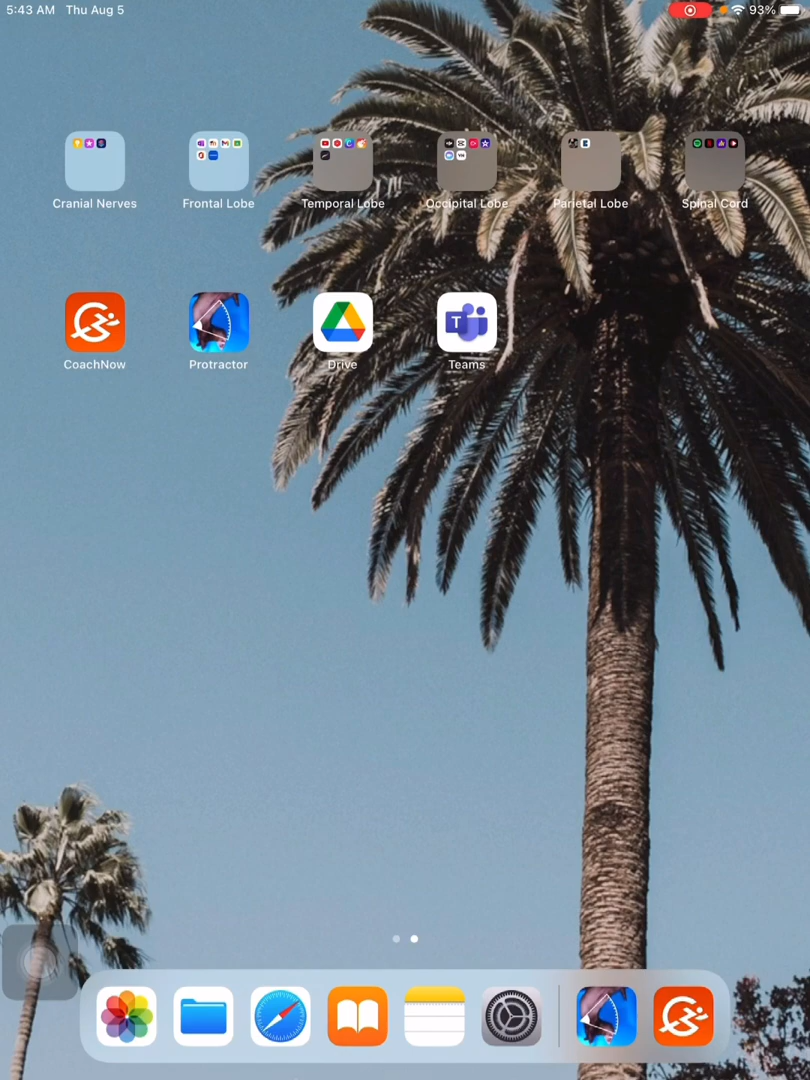 5:43 AM Thu Aug 5
93%
Cranial Nerves
Frontal Lobe
Temporal Lobe
Occipital Lobe
Parietal Lobe
Spinal Cord
CoachNow
Protractor
Drive
T
Teams